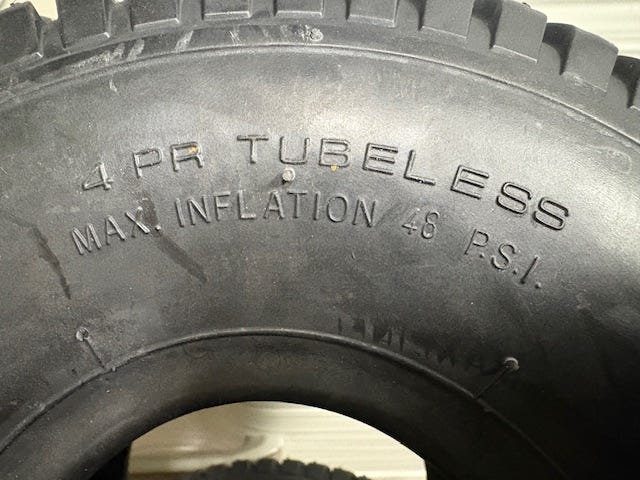 4 PR TUBELESS
MAX. INFLATION 48 P.S.I.